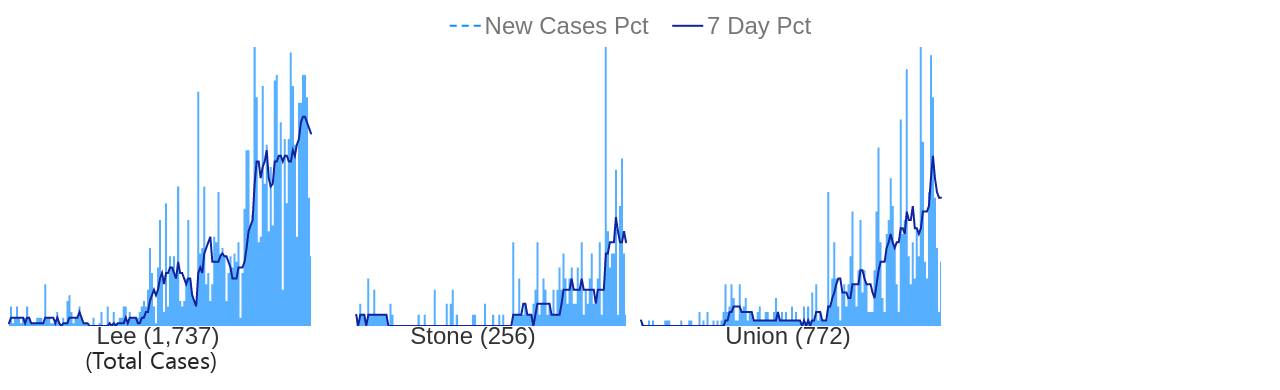 New Cases Pct 7 Day Pct
Lee (1,737) Stone (256) Union (772)
(Total Cases)